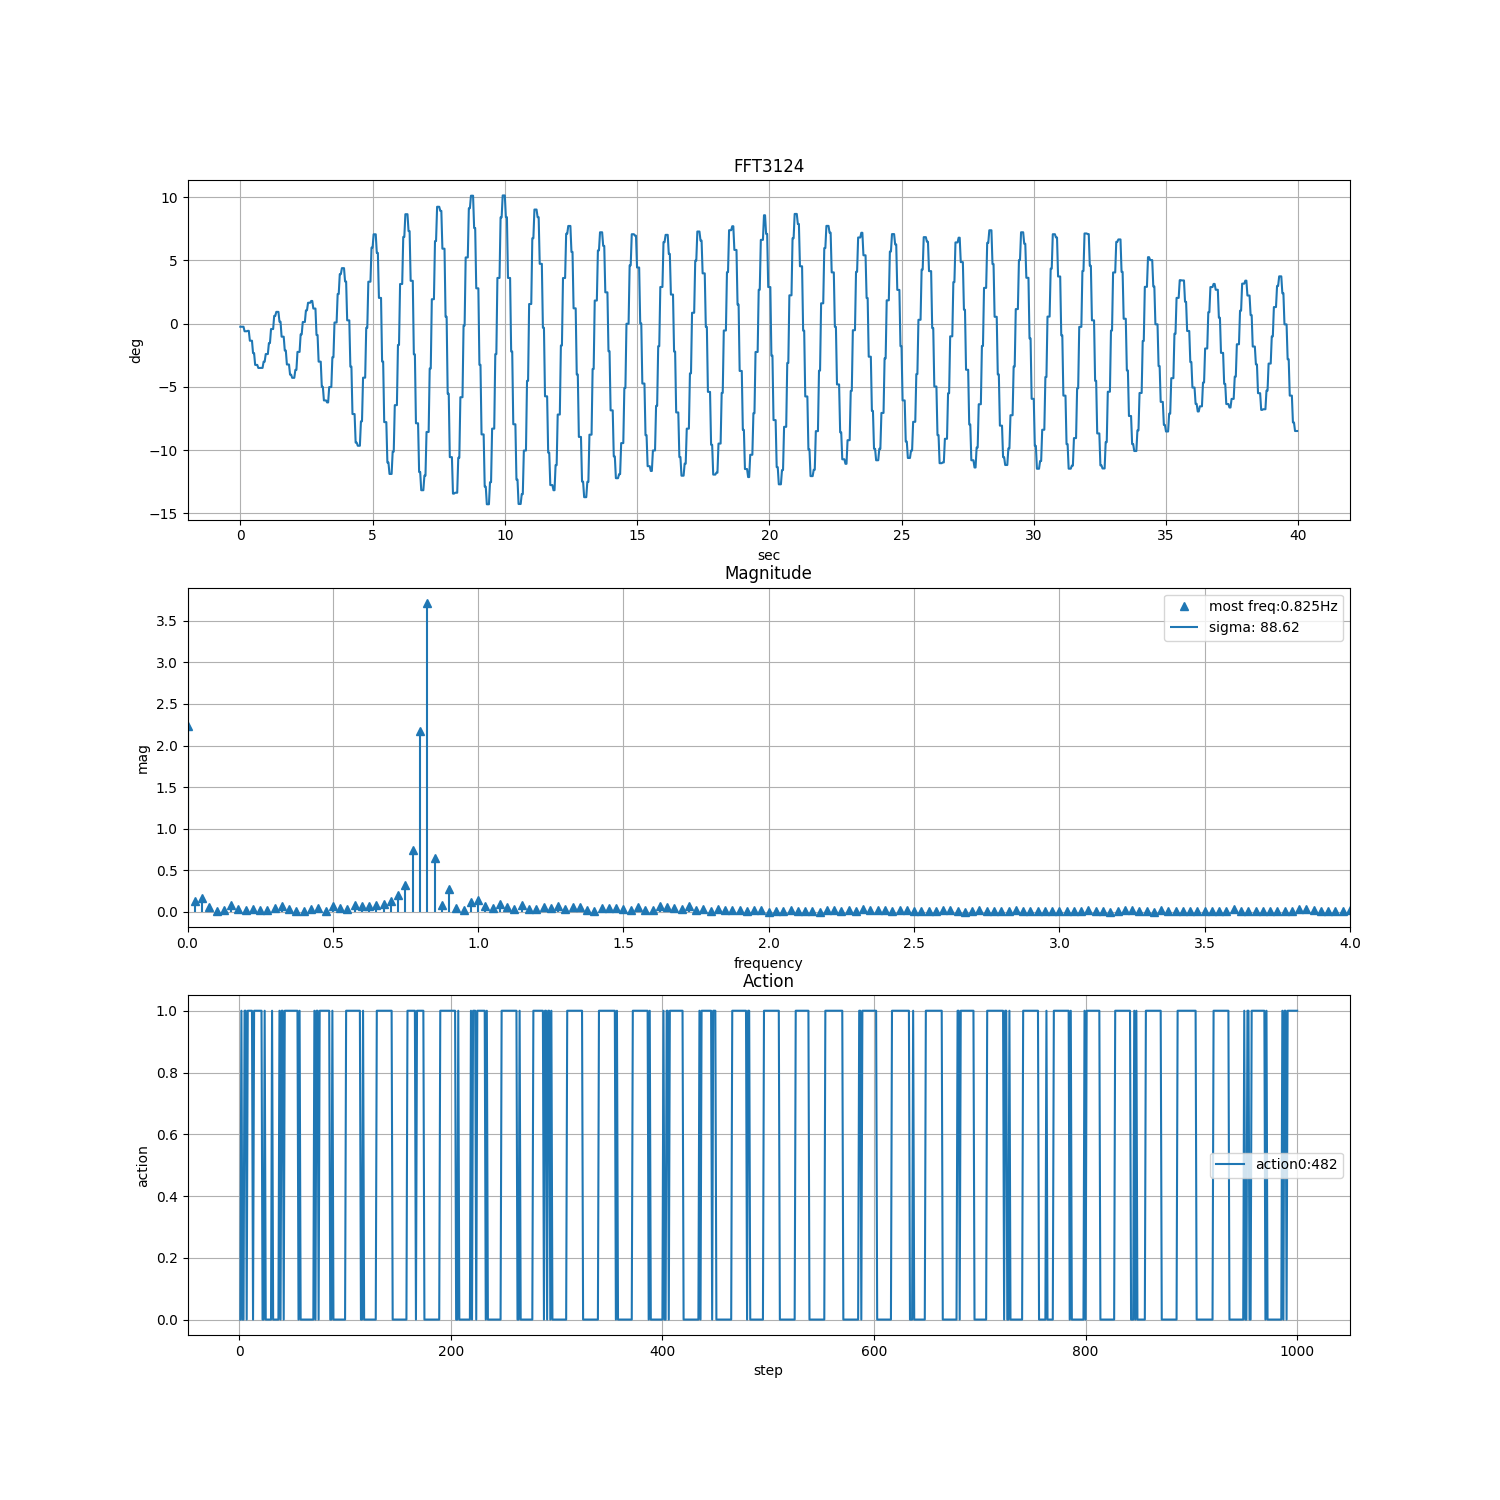 FFT3124
10
5
0
−5
−10
−15
deg
0 5 10 15 20 25 30 35 40
sec
Magnitude
most freq:0.825Hz
sigma: 88.62
3.5
3.0
2.5
2.0
1.5
1.0
0.5
0.0
mag
0.0 0.5 1.0 1.5 2.0 2.5 3.0 3.5 4.0
frequency
Action
1.0
0.8
0.6
0.4
0.2
0.0
action
action0:482
0 200 400 600 800 1000
step